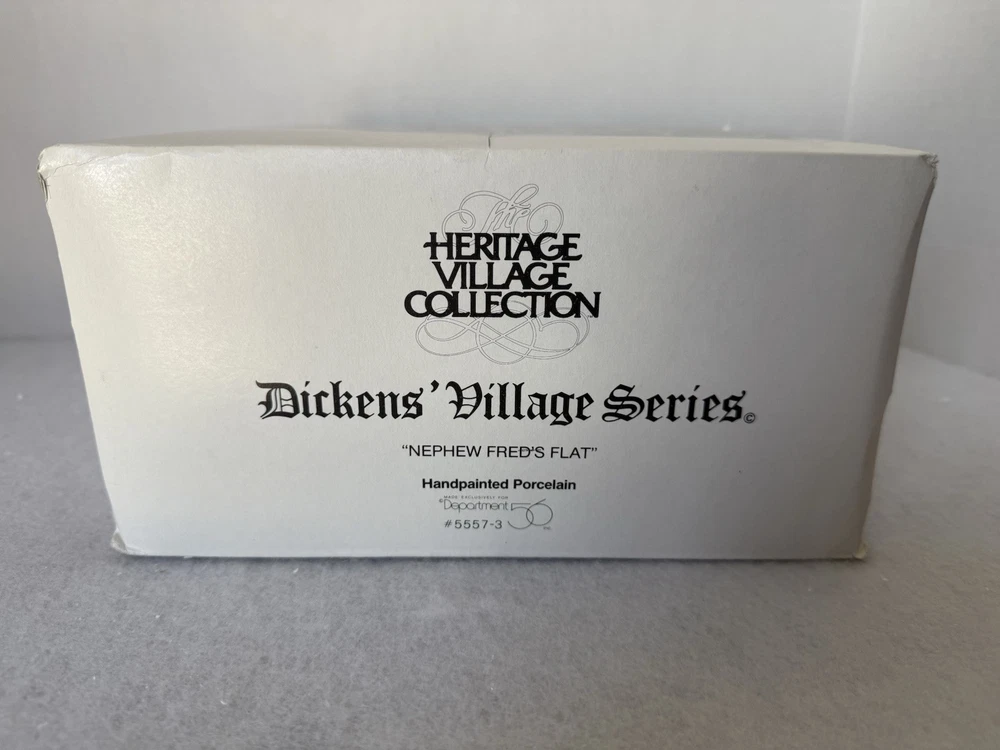 The
HERITAGE
VILLAGE
COLLECTION
Dickens' Village Series©
“NEPHEW FRED'S FLAT”
Handpainted Porcelain
MADE EXCLUSIVELY FOR
©Department 56
#5557-3